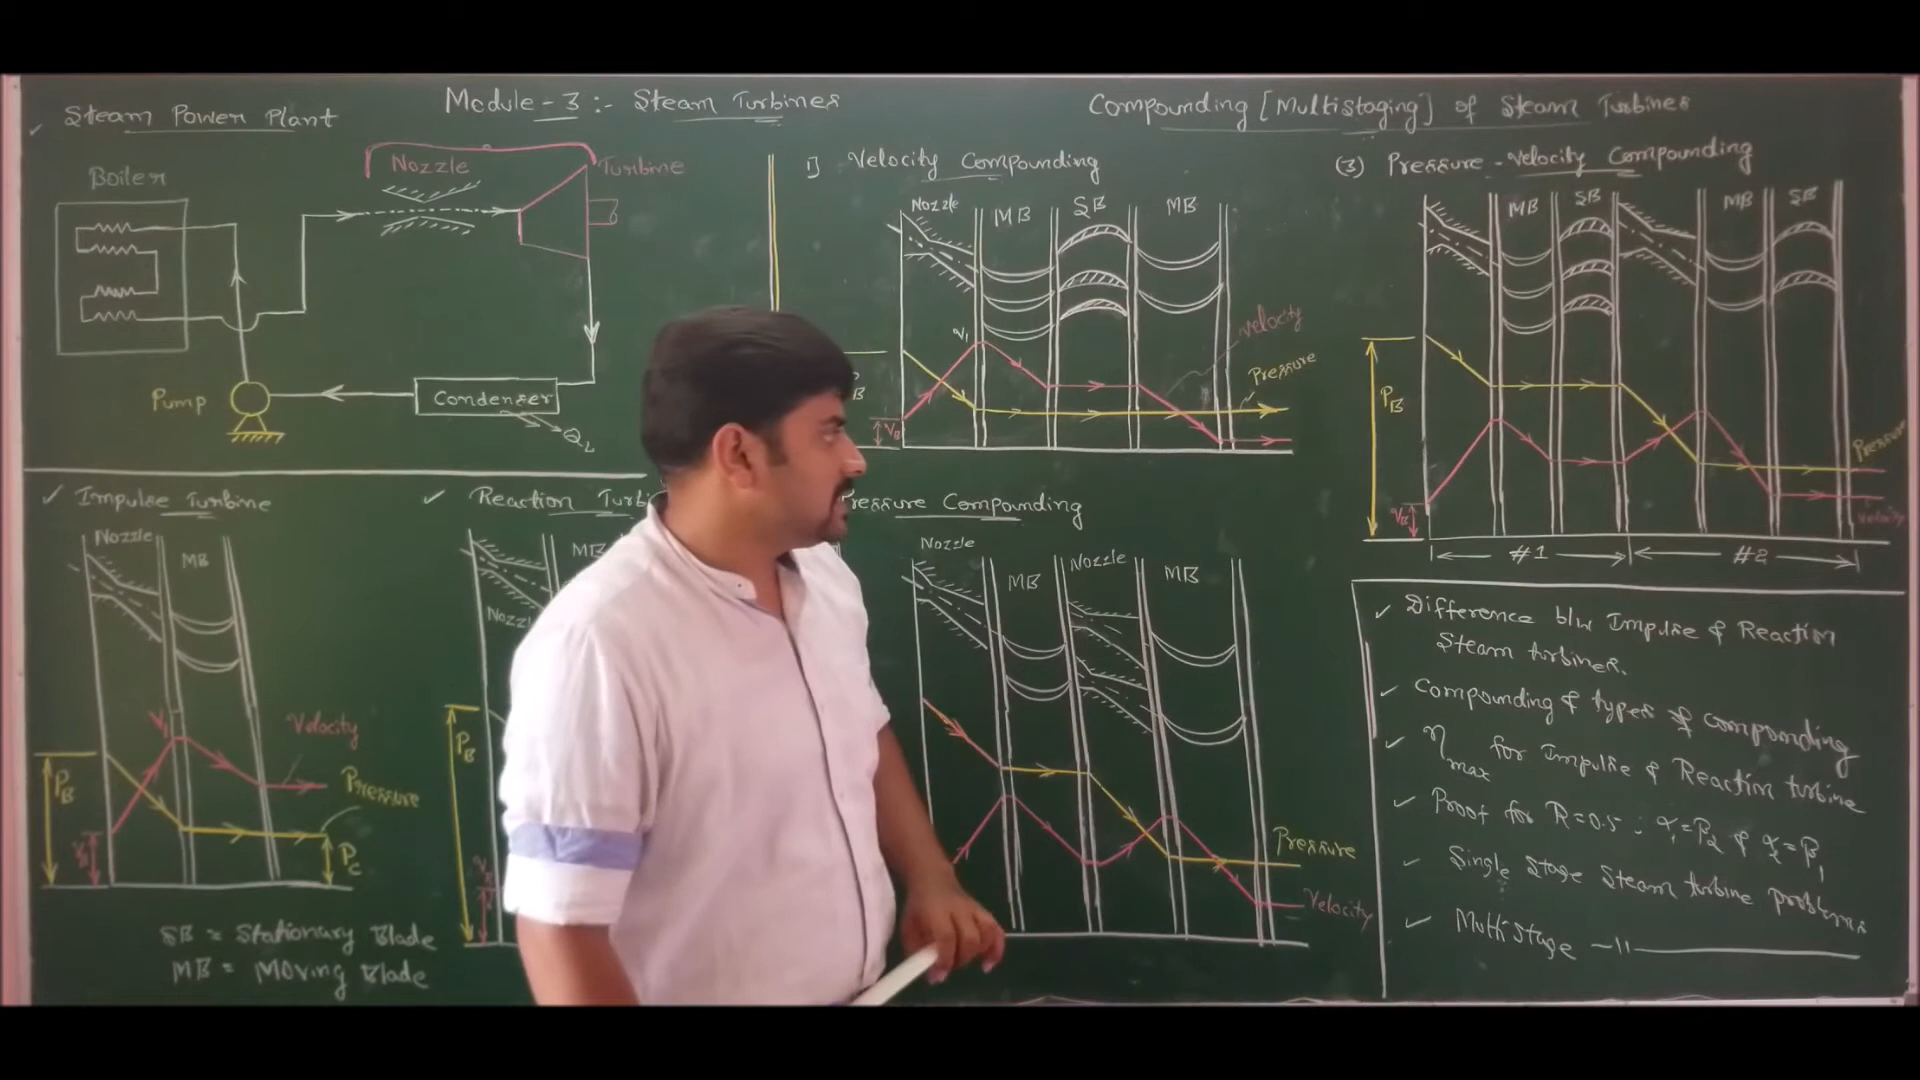 Module - 3 :- Steam Turbines
Steam Power Plant
Boiler
Nozzle
Turbine
Pump
Condenser
QL
Impulse Turbine
Nozzle
MB
V1
Velocity
Pressure
PB
PC
SB = Stationary Blade
MB = Moving Blade
Reaction
MB
PB
Compounding [Multistaging] of Steam Turbines
1) Velocity Compounding
Nozzle
MB
SB
MB
V1
Velocity
Pressure
B
VB
Pressure Compounding
Nozzle
MB
Nozzle
MB
Pressure
Velocity
(3) Pressure - Velocity Compounding
MB
SB
MB
SB
PB
VB
Pressure
Velocity
#1
#2
Difference b/w Impulse & Reaction
Steam turbines.
Compounding & types of compounding
ηmax for Impulse & Reaction turbine
Proof for R=0.5 ; α1=β2 & α2=β1
Single Stage Steam turbine problems
Multistage —11—